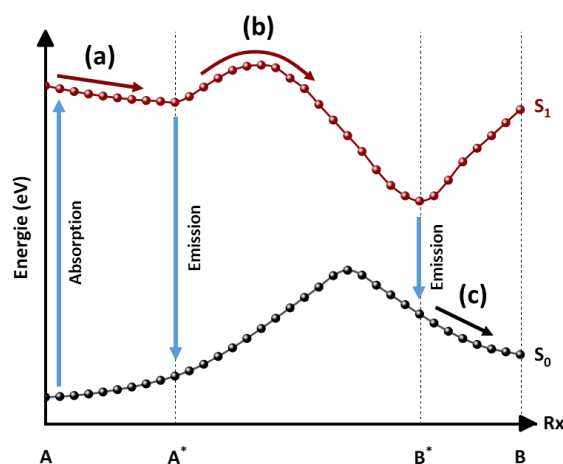 (b)
(a)
S1
Energie (eV)
Absorption
Emission
Emission
(c)
S0
Rx
A
A*
B*
B